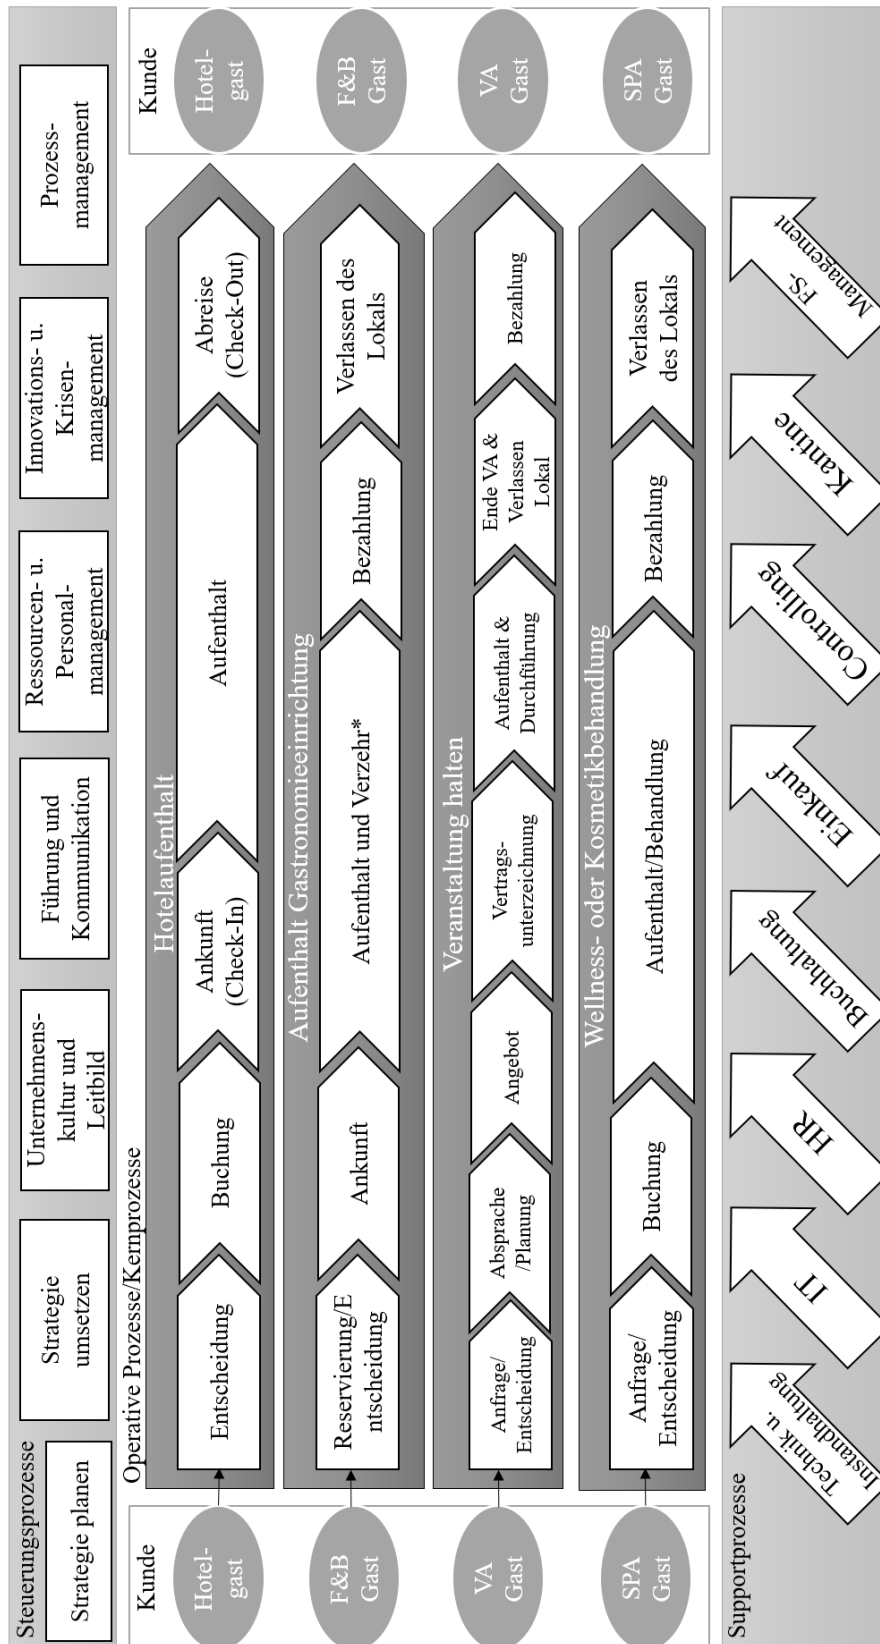 Steuerungsprozesse
Strategie planen
Strategie
umsetzen
Unternehmens-
kultur und
Leitbild
Führung und
Kommunikation
Ressourcen- u.
Personal-
management
Innovations- u.
Krisen-
management
Prozess-
management
Operative Prozesse/Kernprozesse
Kunde
Hotel-
gast
Hotelaufenthalt
Entscheidung
Buchung
Ankunft
(Check-In)
Aufenthalt
Abreise
(Check-Out)
Kunde
Hotel-
gast
F&B
Gast
Aufenthalt Gastronomieeinrichtung
Reservierung/E
ntscheidung
Ankunft
Aufenthalt und Verzehr*
Bezahlung
Verlassen des
Lokals
F&B
Gast
VA
Gast
Veranstaltung halten
Anfrage/
Entscheidung
Absprache
/Planung
Angebot
Vertrags-
unterzeichnung
Aufenthalt &
Durchführung
Ende VA &
Verlassen
Lokal
Bezahlung
VA
Gast
SPA
Gast
Wellness- oder Kosmetikbehandlung
Anfrage/
Entscheidung
Buchung
Aufenthalt/Behandlung
Bezahlung
Verlassen
des Lokals
SPA
Gast
Supportprozesse
Technik u.
Instandhaltung
IT
HR
Buchhaltung
Einkauf
Controlling
Kantine
FS-
Management